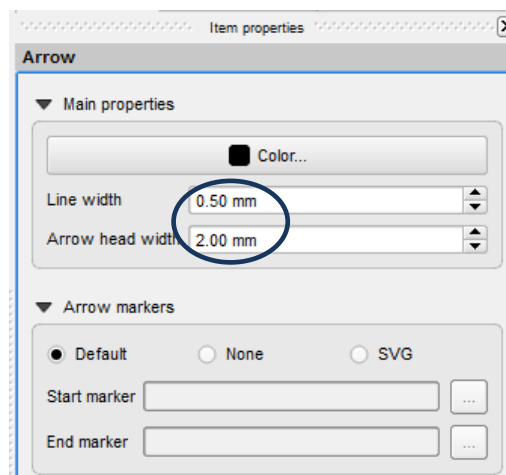 Item properties
Arrow
Main properties
Color...
Line width 0.50 mm
Arrow head width 2.00 mm
Arrow markers
Default None SVG
Start marker ...
End marker ...